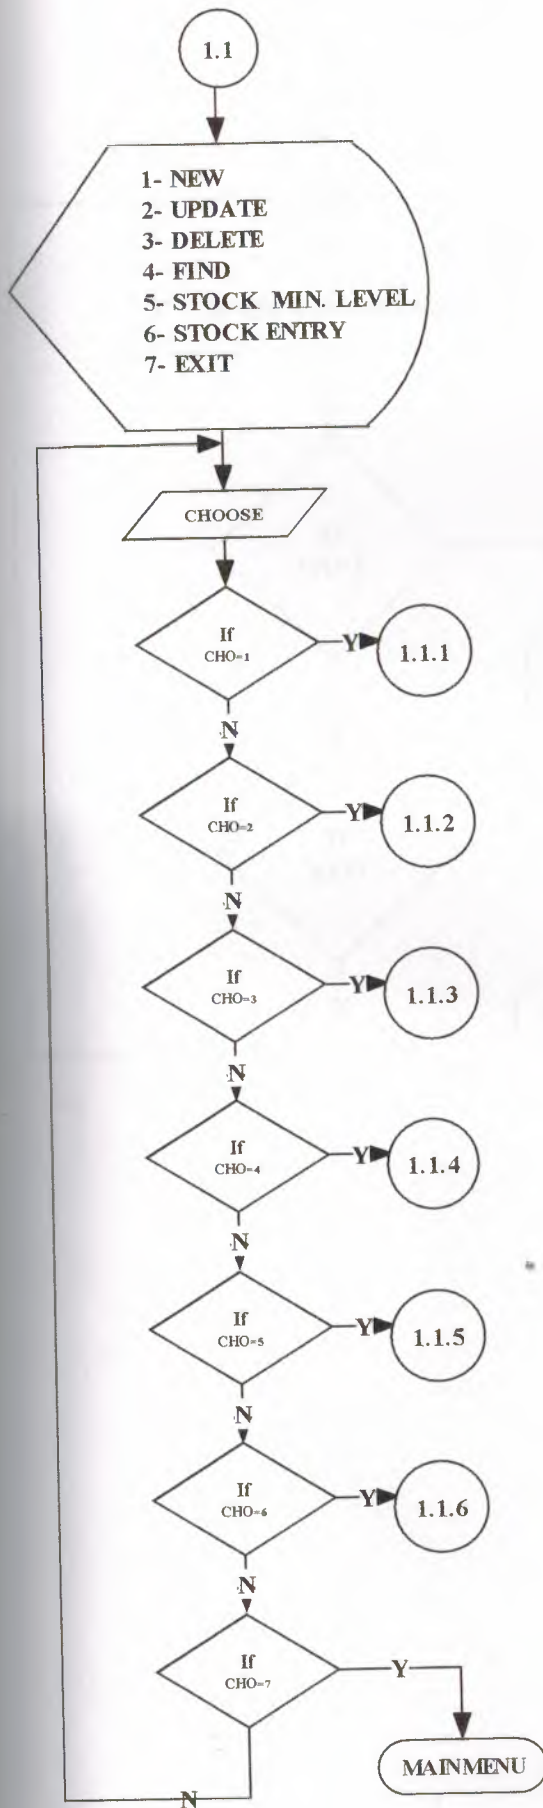 1.1
1- NEW
2- UPDATE
3- DELETE
4- FIND
5- STOCK MIN. LEVEL
6- STOCK ENTRY
7- EXIT
CHOOSE
If
CHO=1
Y
1.1.1
N
If
CHO=2
Y
1.1.2
N
If
CHO=3
Y
1.1.3
N
If
CHO=4
Y
1.1.4
N
If
CHO=5
Y
1.1.5
N
If
CHO=6
Y
1.1.6
N
If
CHO=7
Y
MAINMENU
N